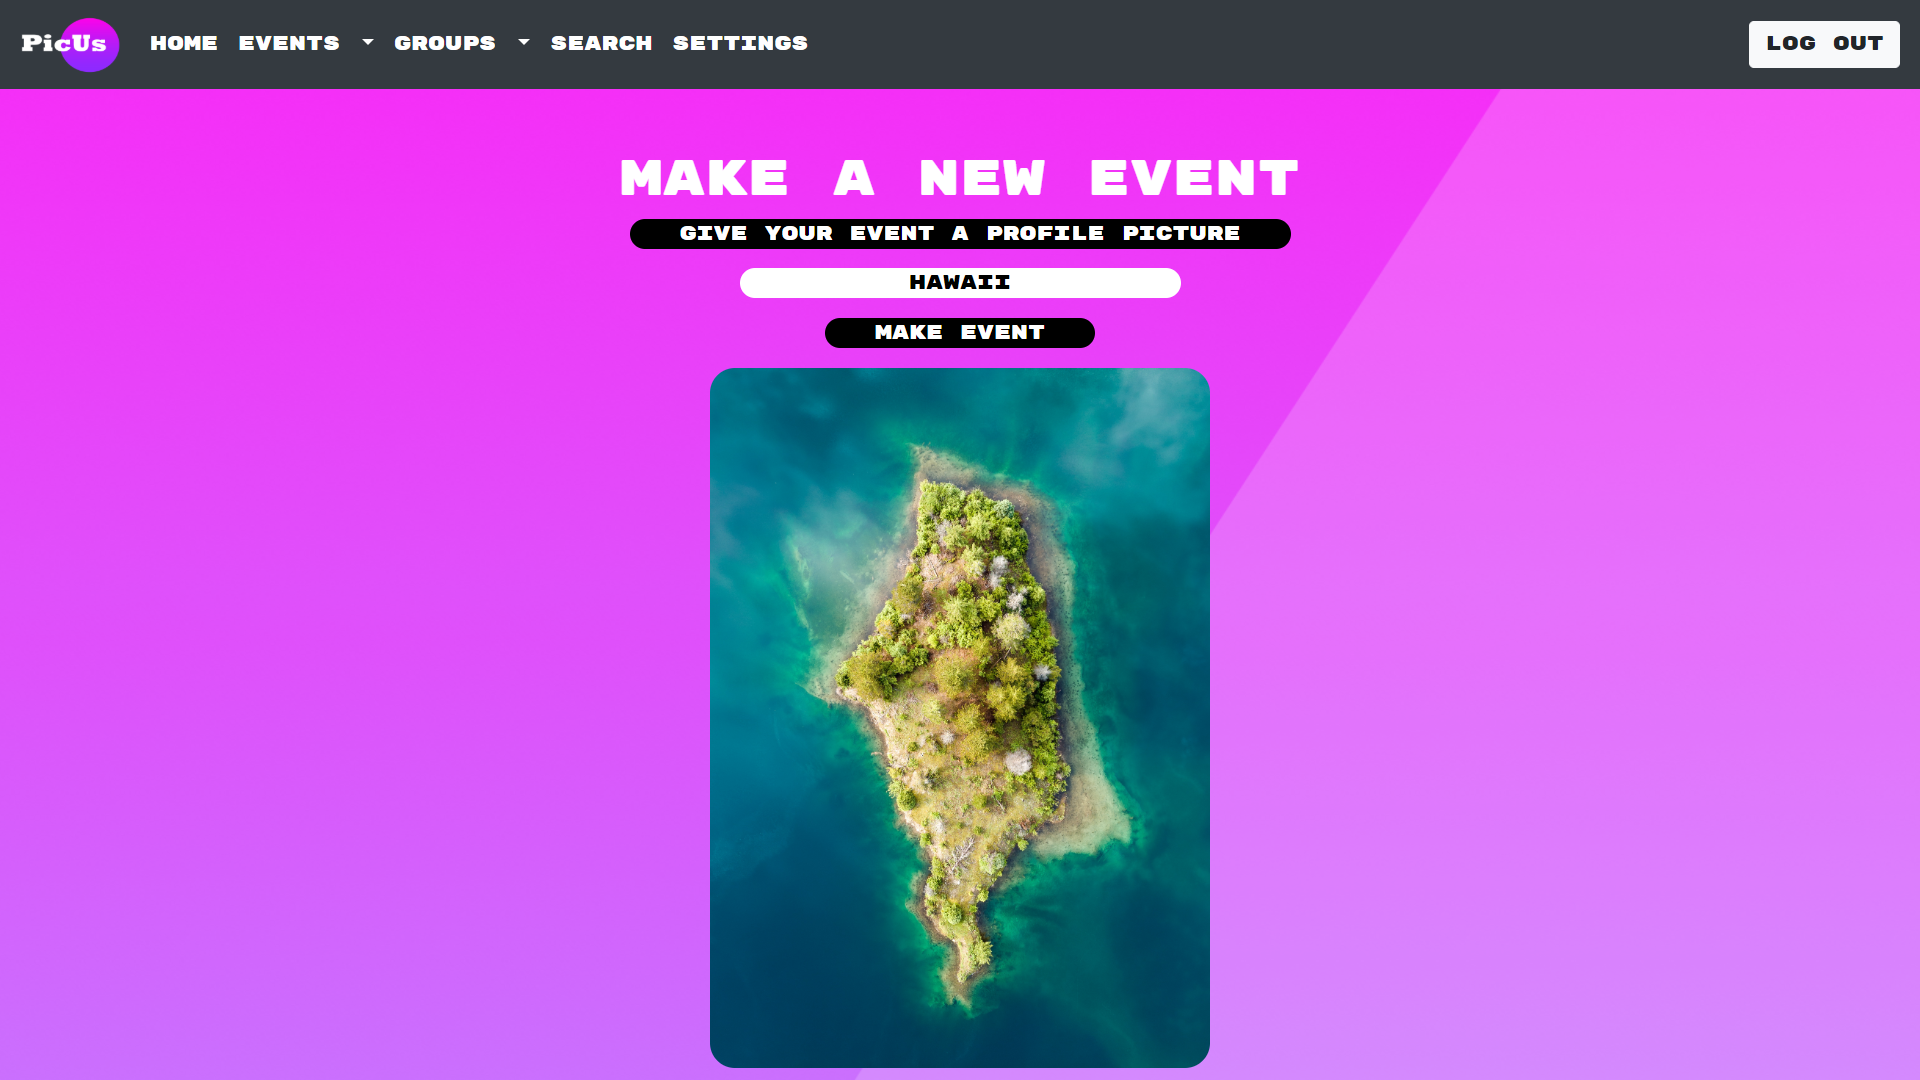 PicUs HOME EVENTS GROUPS SEARCH SETTINGS LOG OUT
MAKE A NEW EVENT
GIVE YOUR EVENT A PROFILE PICTURE
HAWAII
MAKE EVENT